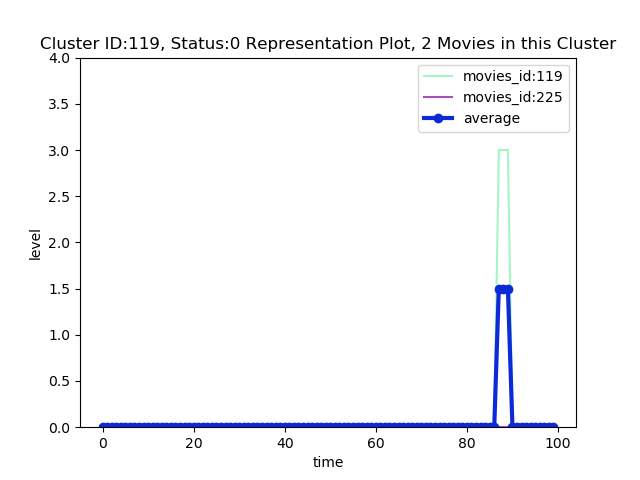 Cluster ID:119, Status:0 Representation Plot, 2 Movies in this Cluster
4.0
3.5
3.0
2.5
2.0
1.5
1.0
0.5
0.0
level
movies_id:119
movies_id:225
average
0 20 40 60 80 100
time